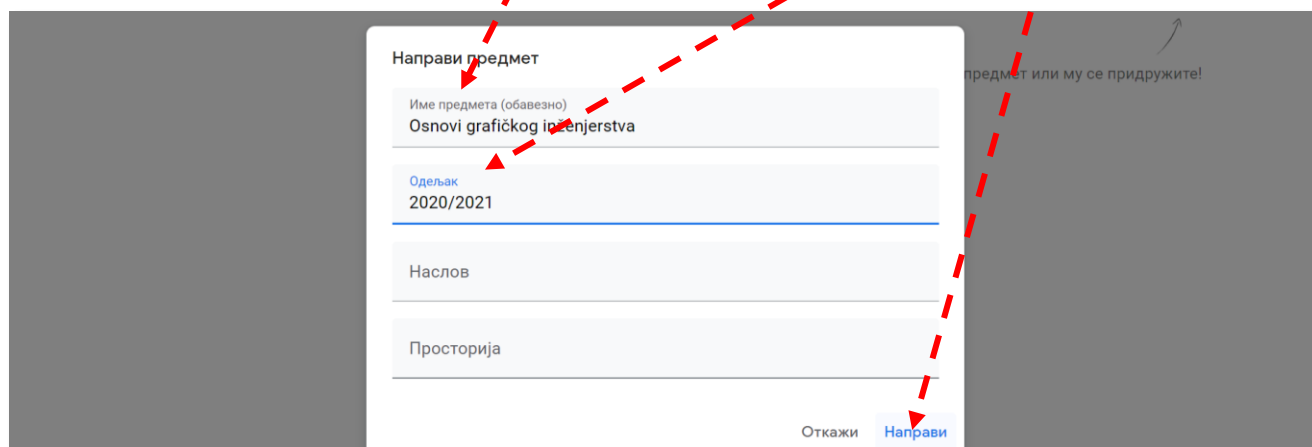 Направи предмет
предмет или му се придружите!
Име предмета (обавезно)
Osnovi grafičkog inženjerstva
Одељак
2020/2021
Наслов
Просторија
Откажи Направи